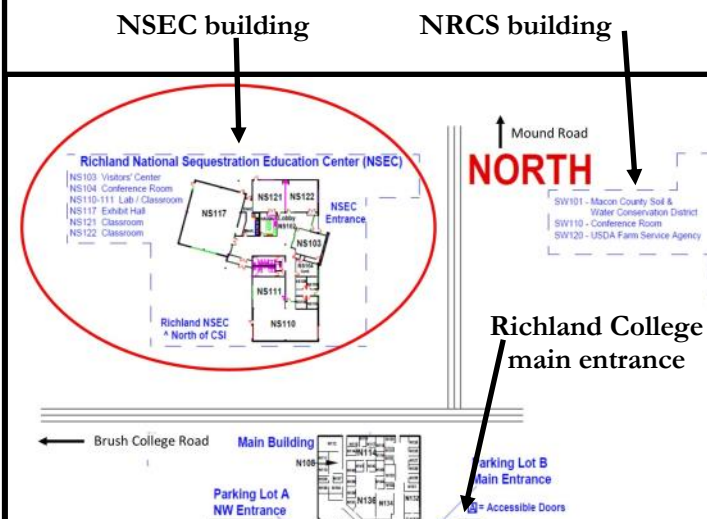 NSEC building
NRCS building
Mound Road
NORTH
Richland National Sequestration Education Center (NSEC)
NS103 Visitors' Center
NS104 Conference Room
NS110-111 Lab / Classroom
NS117 Exhibit Hall
NS121 Classroom
NS122 Classroom
NS121
NS122
NS117
Lobby
NSEC
Entrance
NS103
NS111
NS110
Richland NSEC
^ North of CSI
SW101 - Macon County Soil &
Water Conservation District
SW110 - Conference Room
SW120 - USDA Farm Service Agency
Richland College
main entrance
Brush College Road
Main Building
N108
N114
N136
N134
N132
Parking Lot A
NW Entrance
arking Lot B
Main Entrance
= Accessible Doors